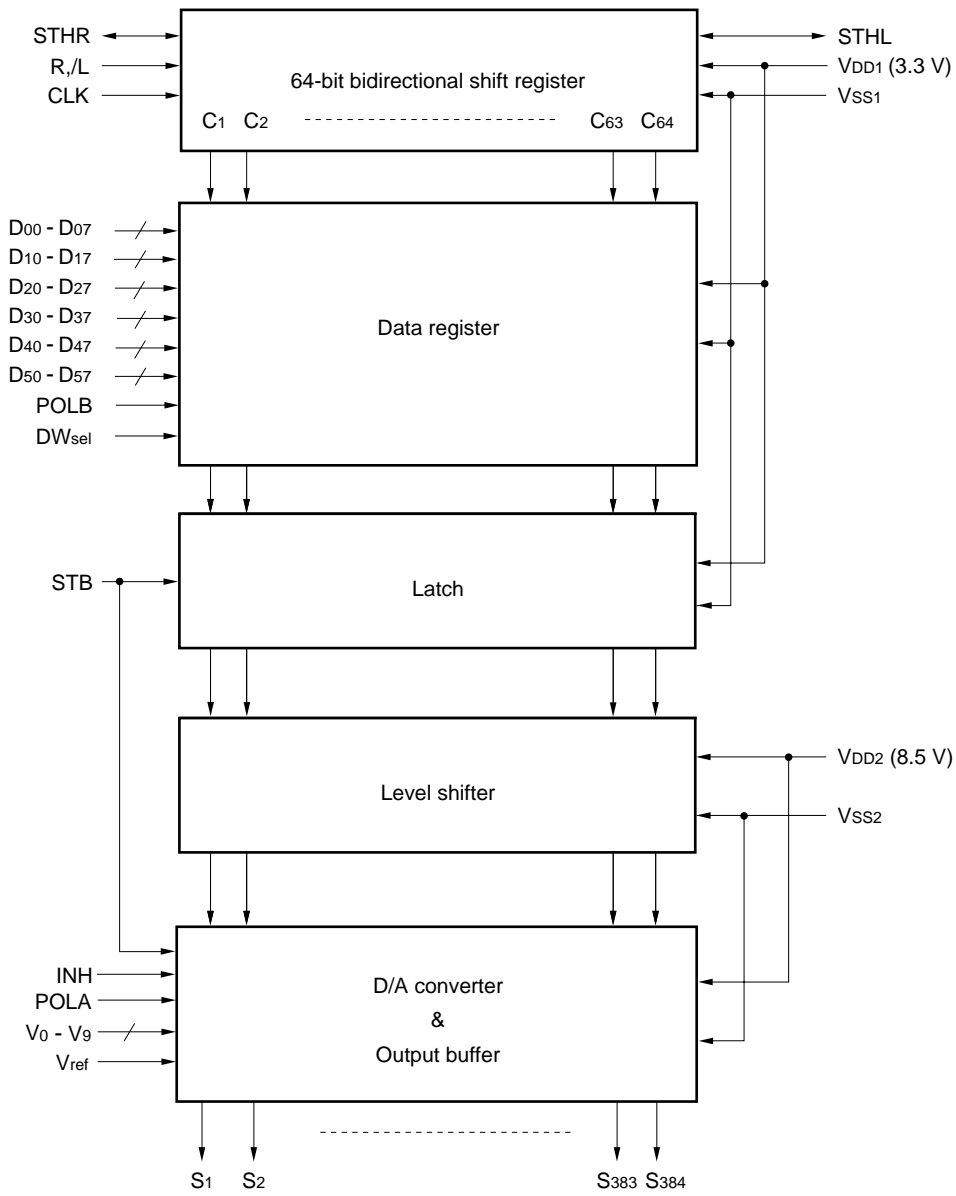 STHR
R,/L
CLK
64-bit bidirectional shift register
C1 C2 C63 C64
STHL
VDD1 (3.3 V)
VSS1
D00 - D07
D10 - D17
D20 - D27
D30 - D37
D40 - D47
D50 - D57
POLB
DWsel
Data register
STB
Latch
Level shifter
VDD2 (8.5 V)
VSS2
INH
POLA
V0 - V9
Vref
D/A converter
&
Output buffer
S1 S2 S383 S384